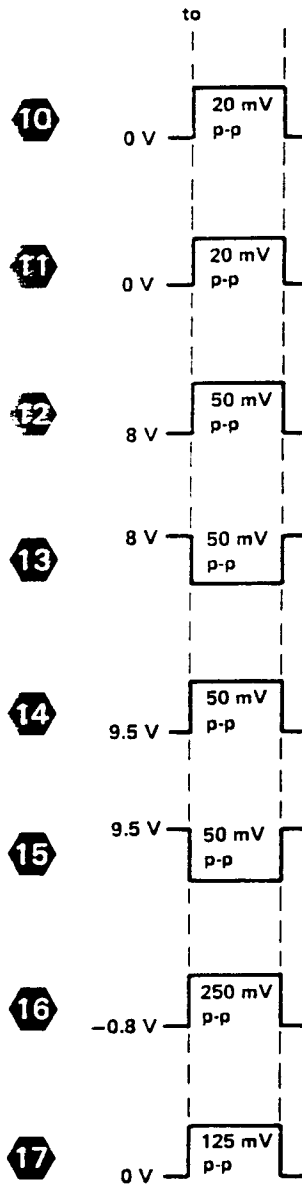 to
10
0 V
20 mV
p-p
11
0 V
20 mV
p-p
12
8 V
50 mV
p-p
13
8 V
50 mV
p-p
14
9.5 V
50 mV
p-p
15
9.5 V
50 mV
p-p
16
−0.8 V
250 mV
p-p
17
0 V
125 mV
p-p